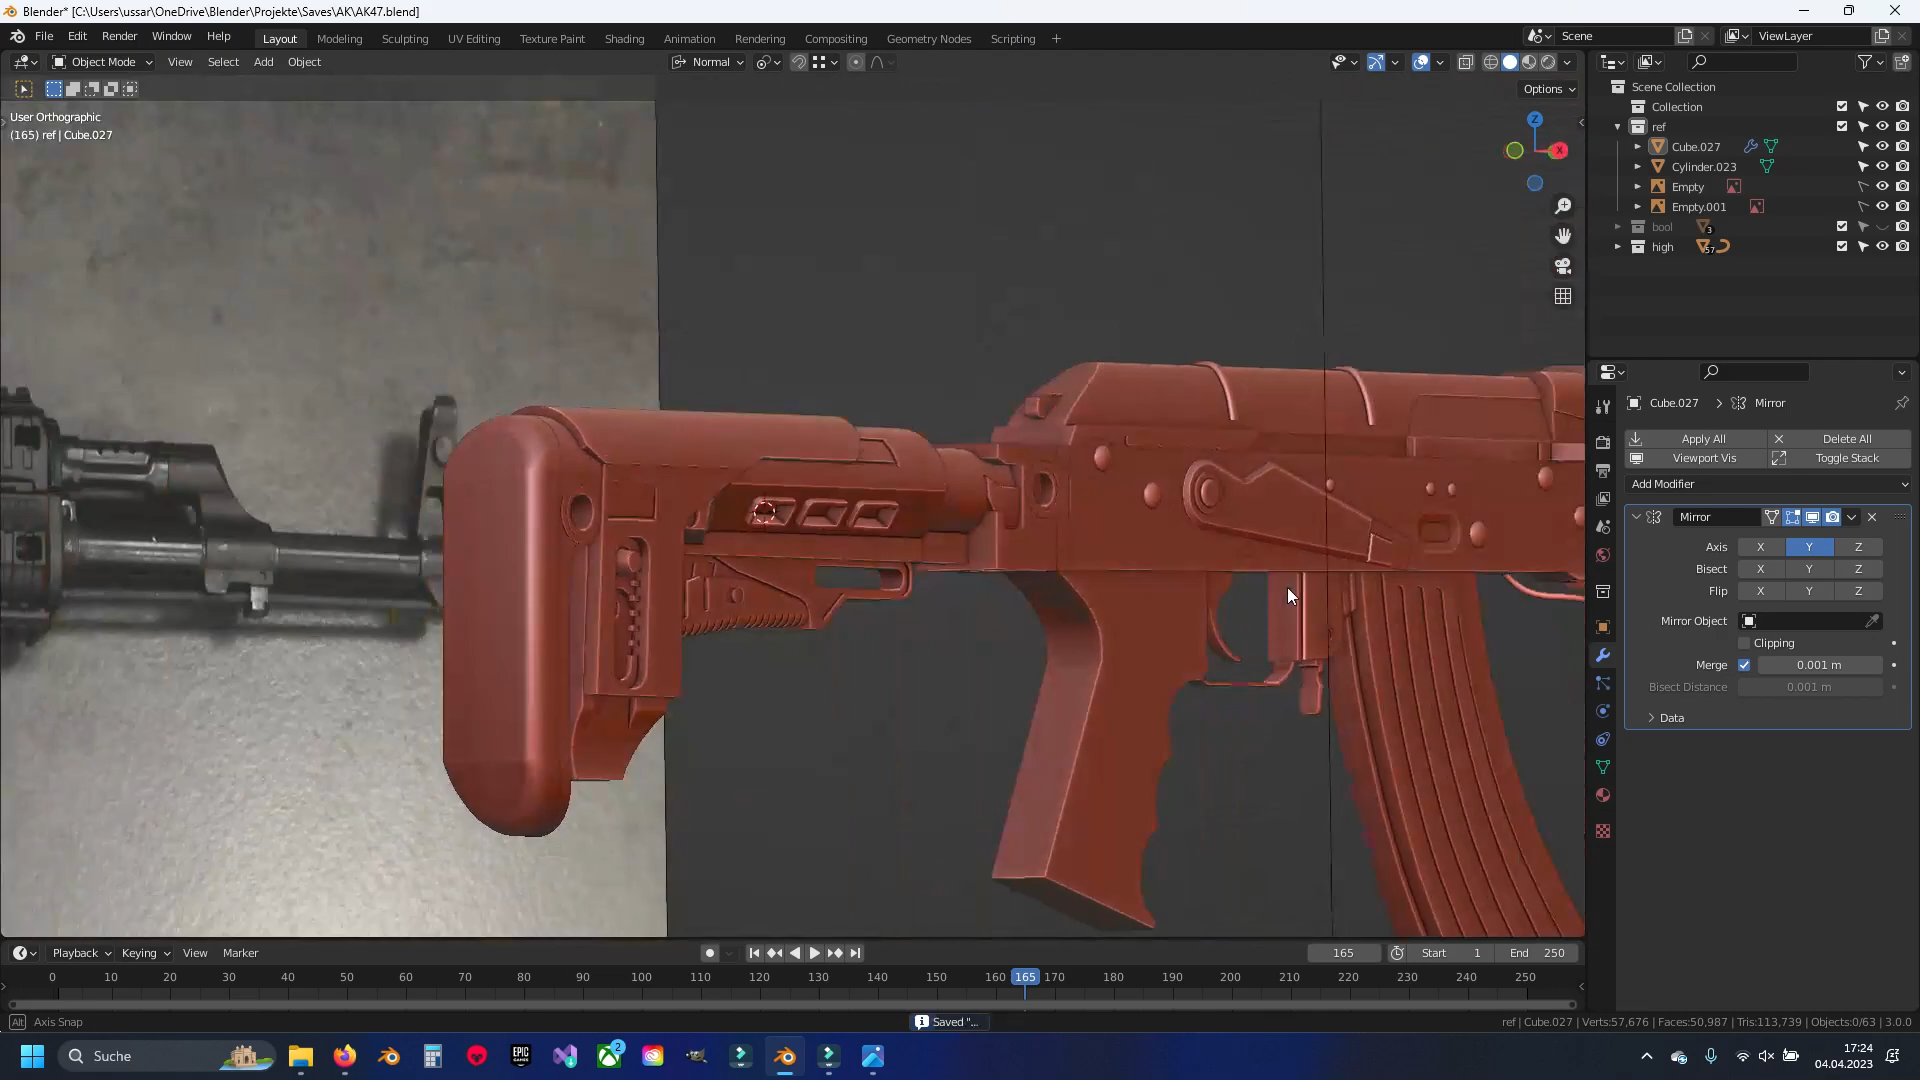 Blender* [C:\Users\ussar\OneDrive\Blender\Projekte\Saves\AK\AK47.blend]
File Edit Render Window Help
Layout Modeling Sculpting UV Editing Texture Paint Shading Animation Rendering Compositing Geometry Nodes Scripting +
Scene
ViewLayer
Object Mode View Select Add Object
Normal
Options
User Orthographic
(165) ref | Cube.027
Z
X
Scene Collection
Collection
ref
Cube.027
Cylinder.023
Empty
Empty.001
bool 3
high 57
Cube.027 > Mirror
Apply All Delete All
Viewport Vis Toggle Stack
Add Modifier
Mirror
Axis X Y Z
Bisect X Y Z
Flip X Y Z
Mirror Object
Clipping
Merge 0.001 m
Bisect Distance 0.001 m
Data
Playback Keying View Marker
165 Start 1 End 250
0 10 20 30 40 50 60 70 80 90 100 110 120 130 140 150 160 165 170 180 190 200 210 220 230 240 250
Alt Axis Snap
Saved "...
ref | Cube.027 | Verts:57,676 | Faces:50,987 | Tris:113,739 | Objects:0/63 | 3.0.0
Suche
EPIC GAMES
2
17:24
04.04.2023